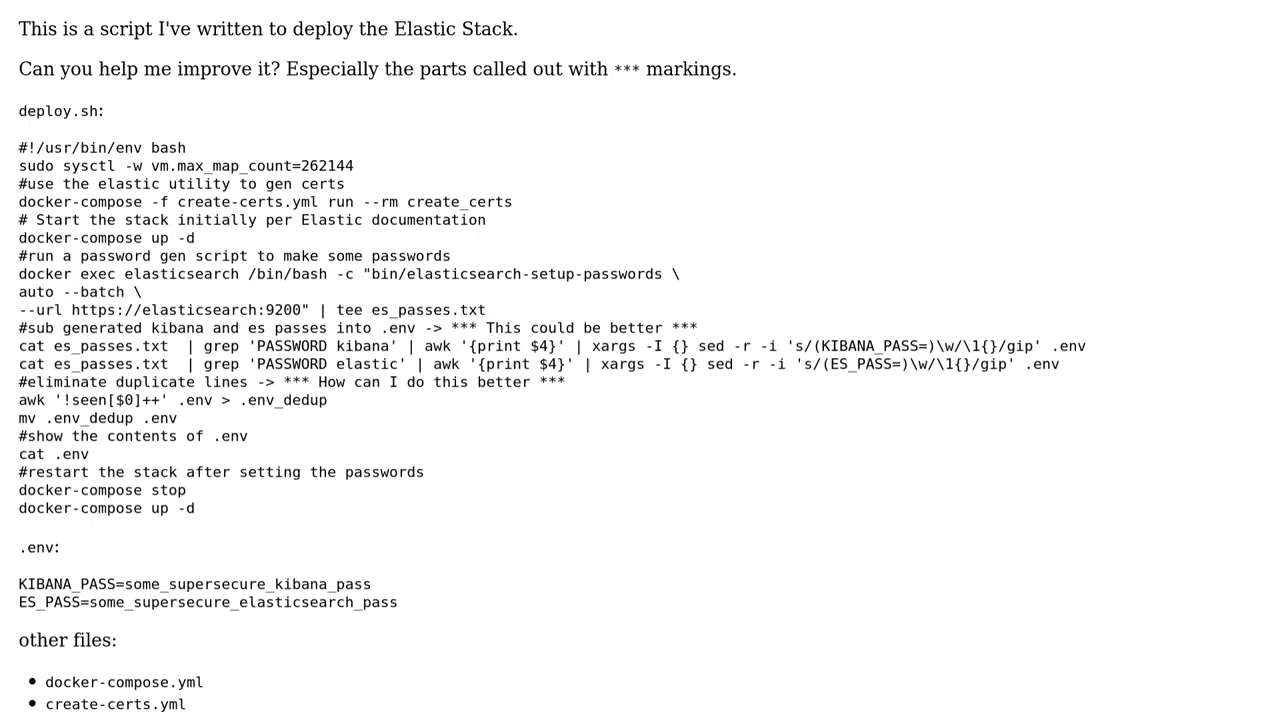 This is a script I've written to deploy the Elastic Stack.
Can you help me improve it? Especially the parts called out with *** markings.
deploy.sh:
#!/usr/bin/env bash
sudo sysctl -w vm.max_map_count=262144
#use the elastic utility to gen certs
docker-compose -f create-certs.yml run --rm create_certs
# Start the stack initially per Elastic documentation
docker-compose up -d
#run a password gen script to make some passwords
docker exec elasticsearch /bin/bash -c "bin/elasticsearch-setup-passwords \
auto --batch \
--url https://elasticsearch:9200" | tee es_passes.txt
#sub generated kibana and es passes into .env -> *** This could be better ***
cat es_passes.txt  | grep 'PASSWORD kibana' | awk '{print $4}' | xargs -I {} sed -r -i 's/(KIBANA_PASS=)\w/\1{}/gip' .env
cat es_passes.txt  | grep 'PASSWORD elastic' | awk '{print $4}' | xargs -I {} sed -r -i 's/(ES_PASS=)\w/\1{}/gip' .env
#eliminate duplicate lines -> *** How can I do this better ***
awk '!seen[$0]++' .env > .env_dedup
mv .env_dedup .env
#show the contents of .env
cat .env
#restart the stack after setting the passwords
docker-compose stop
docker-compose up -d
.env:
KIBANA_PASS=some_supersecure_kibana_pass
ES_PASS=some_supersecure_elasticsearch_pass
other files:
• docker-compose.yml
• create-certs.yml